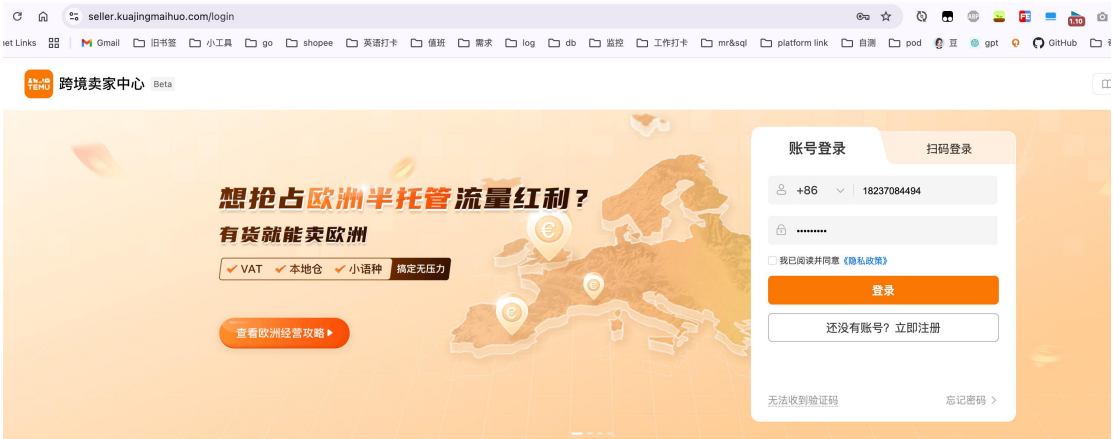 seller.kuajingmaihuo.com/login
Gmail 旧书签 小工具 go shopee 英语打卡 值班 需求 log db 监控 工作打卡 mr&sql platform link 自测 pod 豆 gpt GitHub
ABP FE 1.10
TEMU 跨境卖家中心 Beta
想抢占欧洲半托管流量红利?
有货就能卖欧洲
VAT 本地仓 小语种 搞定无压力
查看欧洲经营攻略
账号登录 扫码登录
+86 18237084494
我已阅读并同意《隐私政策》
登录
还没有账号? 立即注册
无法收到验证码 忘记密码